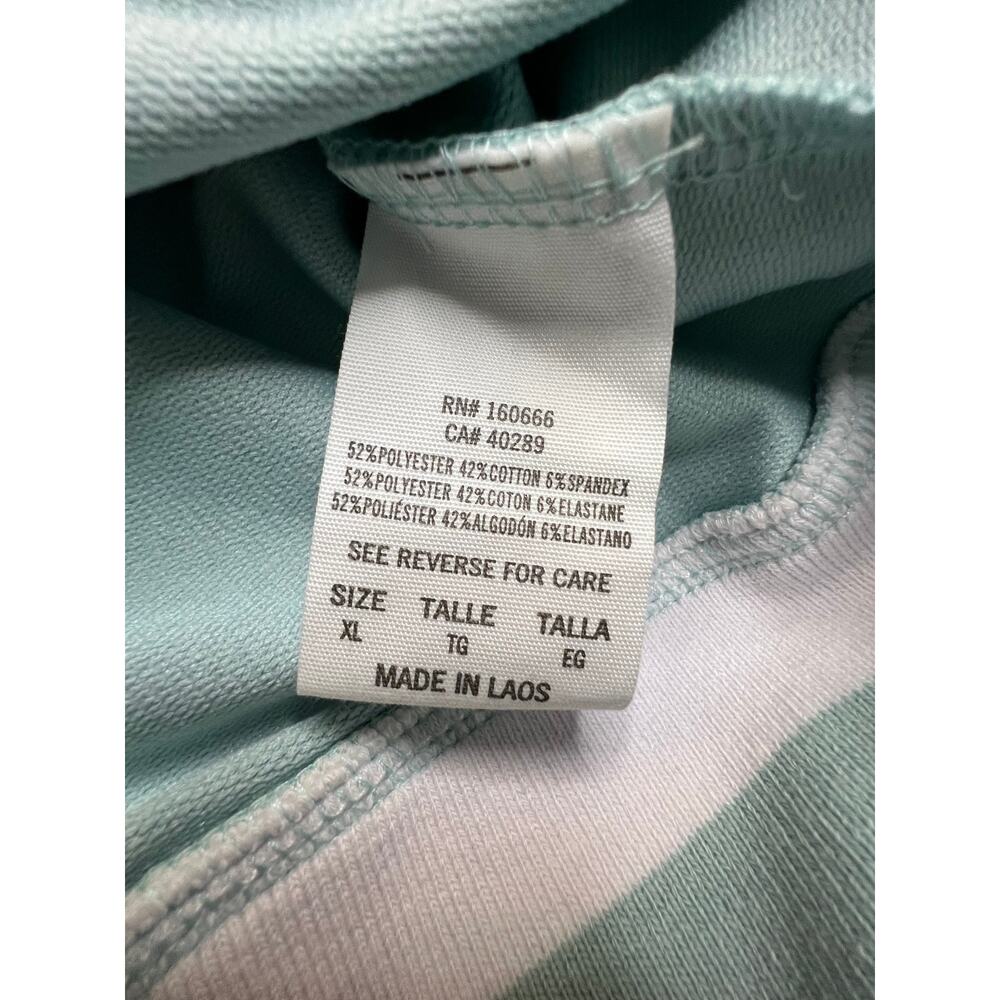 RN# 160666
CA# 40289
52%POLYESTER 42%COTTON 6%SPANDEX
52%POLYESTER 42%COTON 6%ELASTANE
52%POLIÉSTER 42%ALGODÓN 6%ELASTANO
SEE REVERSE FOR CARE
SIZE TALLE TALLA
XL TG EG
MADE IN LAOS